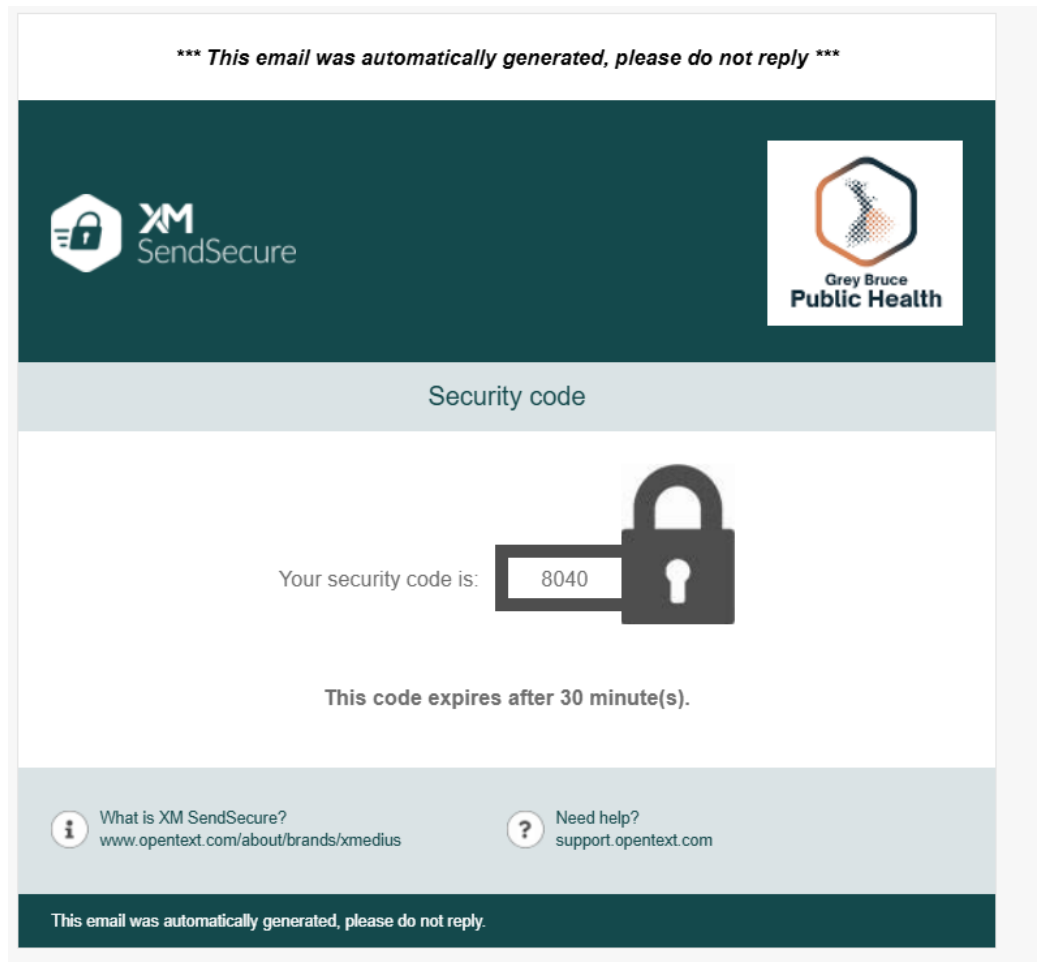 *** This email was automatically generated, please do not reply ***
XM
SendSecure
Grey Bruce
Public Health
Security code
Your security code is: 8040
This code expires after 30 minute(s).
What is XM SendSecure?
www.opentext.com/about/brands/xmedius
Need help?
support.opentext.com
This email was automatically generated, please do not reply.